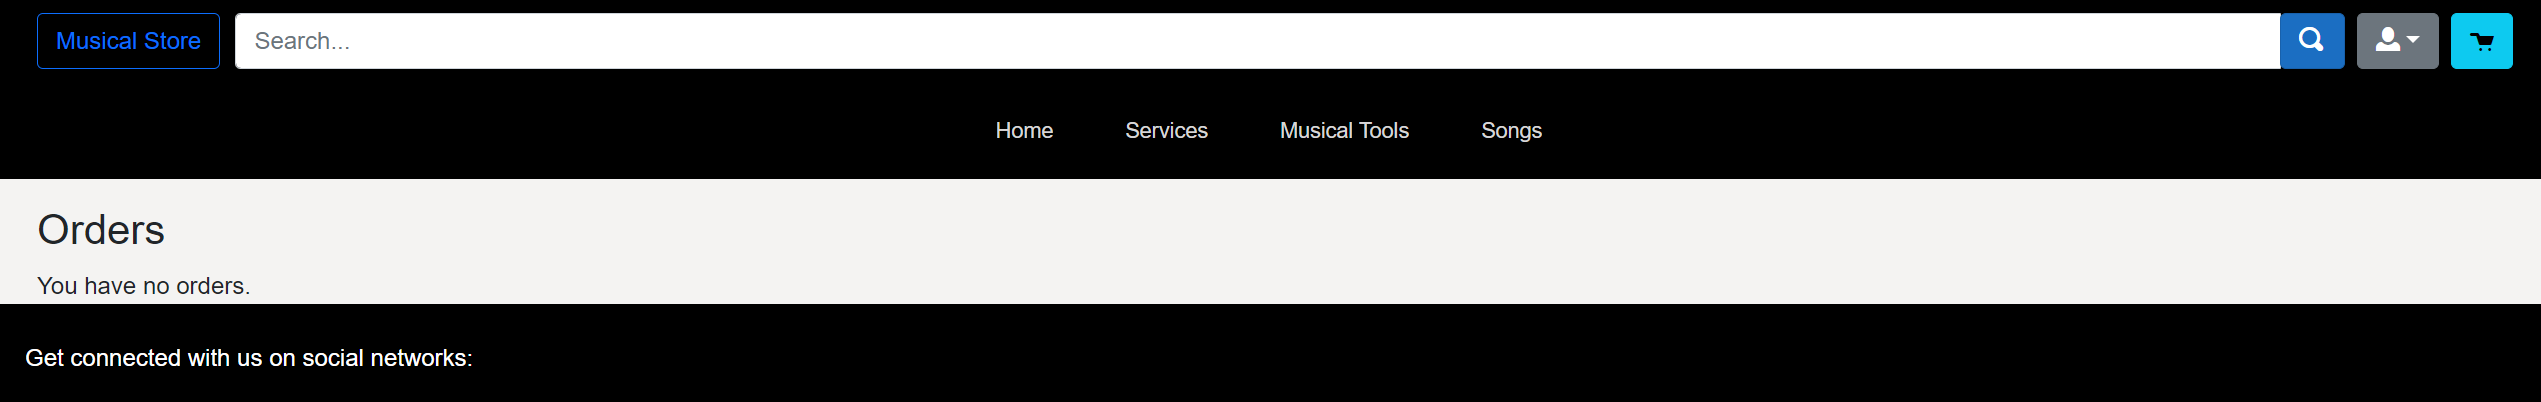 Musical Store
Search...
Home Services Musical Tools Songs
Orders
You have no orders.
Get connected with us on social networks: